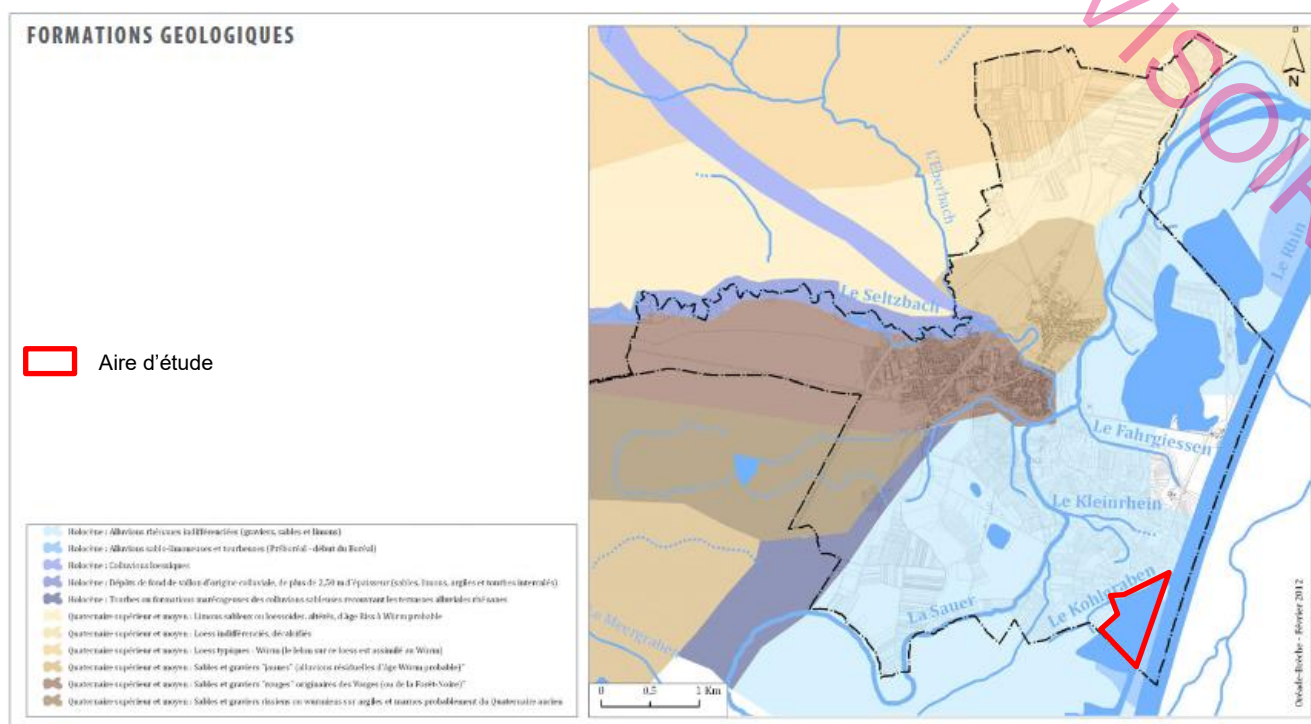 FORMATIONS GEOLOGIQUES
Aire d'étude
Holocène : Alluvions rhénanes indifférenciées (graviers, sables et limons)
Holocène : Alluvions sablo-limoneuses et tourbeuses (Préboréal - début du Boréal)
Holocène : Colluvions loessiques
Holocène : Dépôts de fond de vallon d'origine colluviale, de plus de 2,50 m d'épaisseur (sables, limons, argiles et tourbes intercalés)
Holocène : Tourbes ou formations marécageuses des colluvions sableuses recouvrant les terrasses alluviales rhénanes
Quaternaire supérieur et moyen : Limons sableux ou loessoïdes, altérés, d'âge Riss à Würm probable
Quaternaire supérieur et moyen : Loess indifférenciés, décalcifiés
Quaternaire supérieur et moyen : Loess typiques - Würm (le lehm sur ce loess est assimilé au Würm)
Quaternaire supérieur et moyen : Sables et graviers "jaunes" (alluvions résiduelles d'âge Würm probable)"
Quaternaire supérieur et moyen : Sables et graviers "rouges" originaires des Vosges (ou de la Forêt-Noire)"
Quaternaire supérieur et moyen : Sables et graviers rissiens ou wurmiens sur argiles et marnes probablement du Quaternaire ancien
N
L'Eberbach
Le Rhin
Le Seltzbach
Le Fahrgiessen
Le Kleinrhein
La Sauer
Le Kohlgraben
Le Meergraben
0 0,5 1 Km
Oréade-Brèche - Février 2012
VISOIR